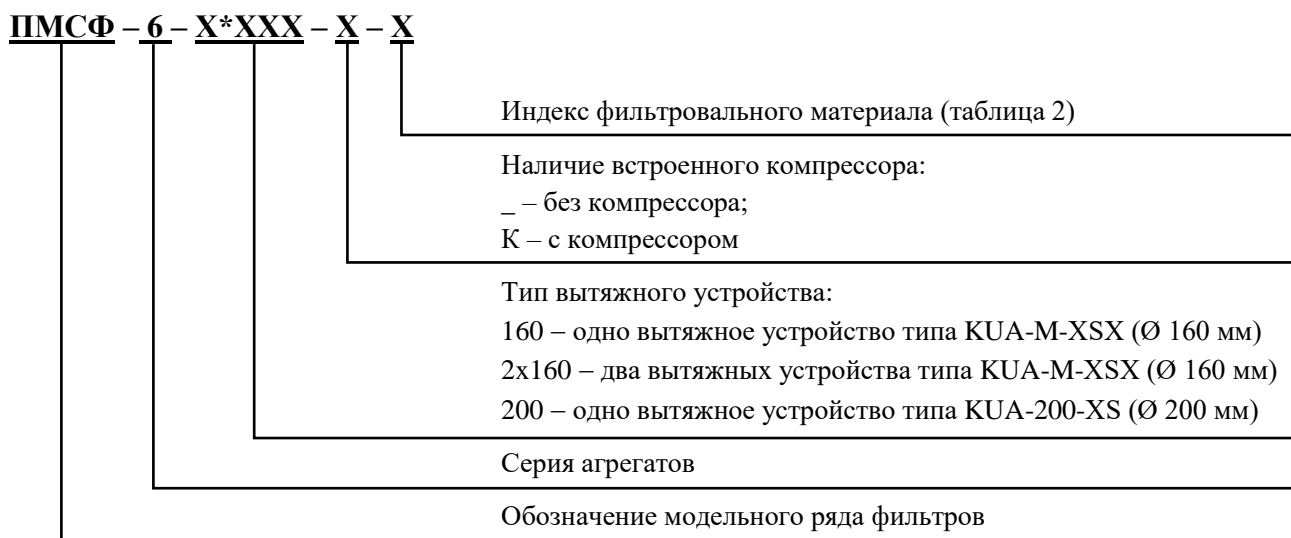 ПМСФ – 6 – Х*ХХХ – Х – Х
Индекс фильтровального материала (таблица 2)
Наличие встроенного компрессора:
_ – без компрессора;
К – с компрессором
Тип вытяжного устройства:
160 – одно вытяжное устройство типа KUA-M-XSX (Ø 160 мм)
2х160 – два вытяжных устройства типа KUA-M-XSX (Ø 160 мм)
200 – одно вытяжное устройство типа KUA-200-XS (Ø 200 мм)
Серия агрегатов
Обозначение модельного ряда фильтров